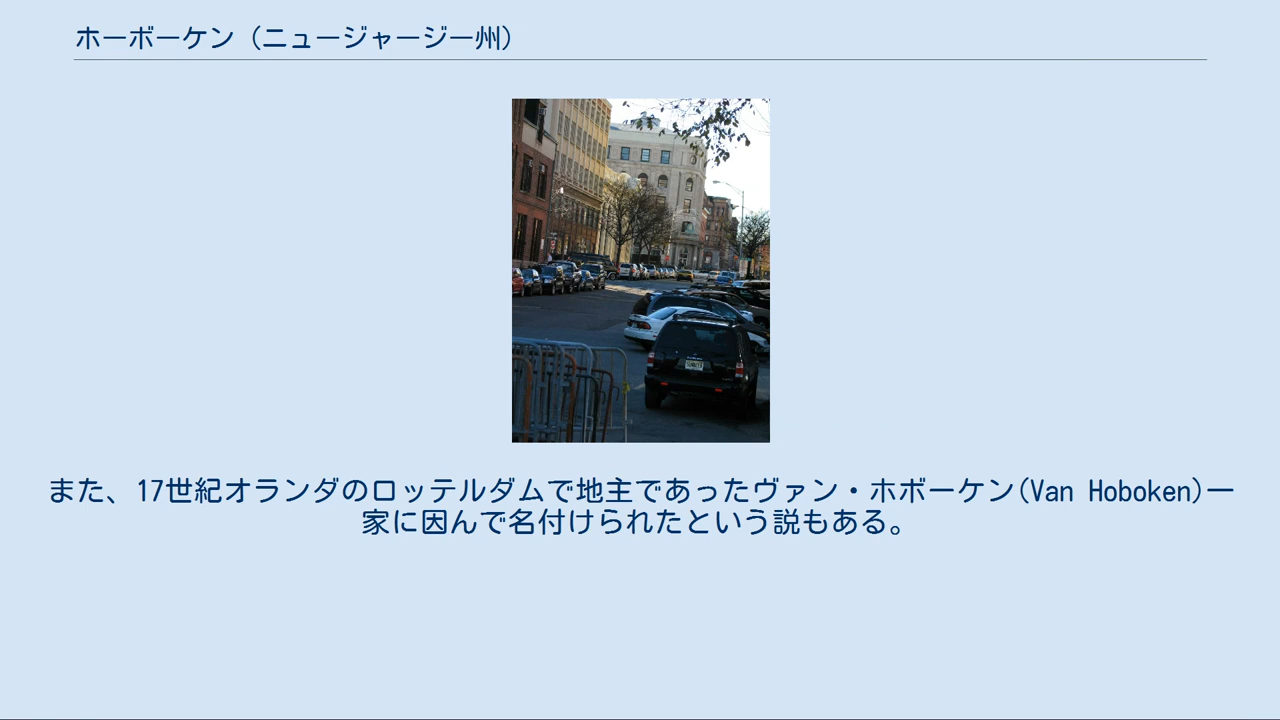 ホーボーケン (ニュージャージー州)
また、17世紀オランダのロッテルダムで地主であったヴァン・ホボーケン(Van Hoboken)一
家に因んで名付けられたという説もある。